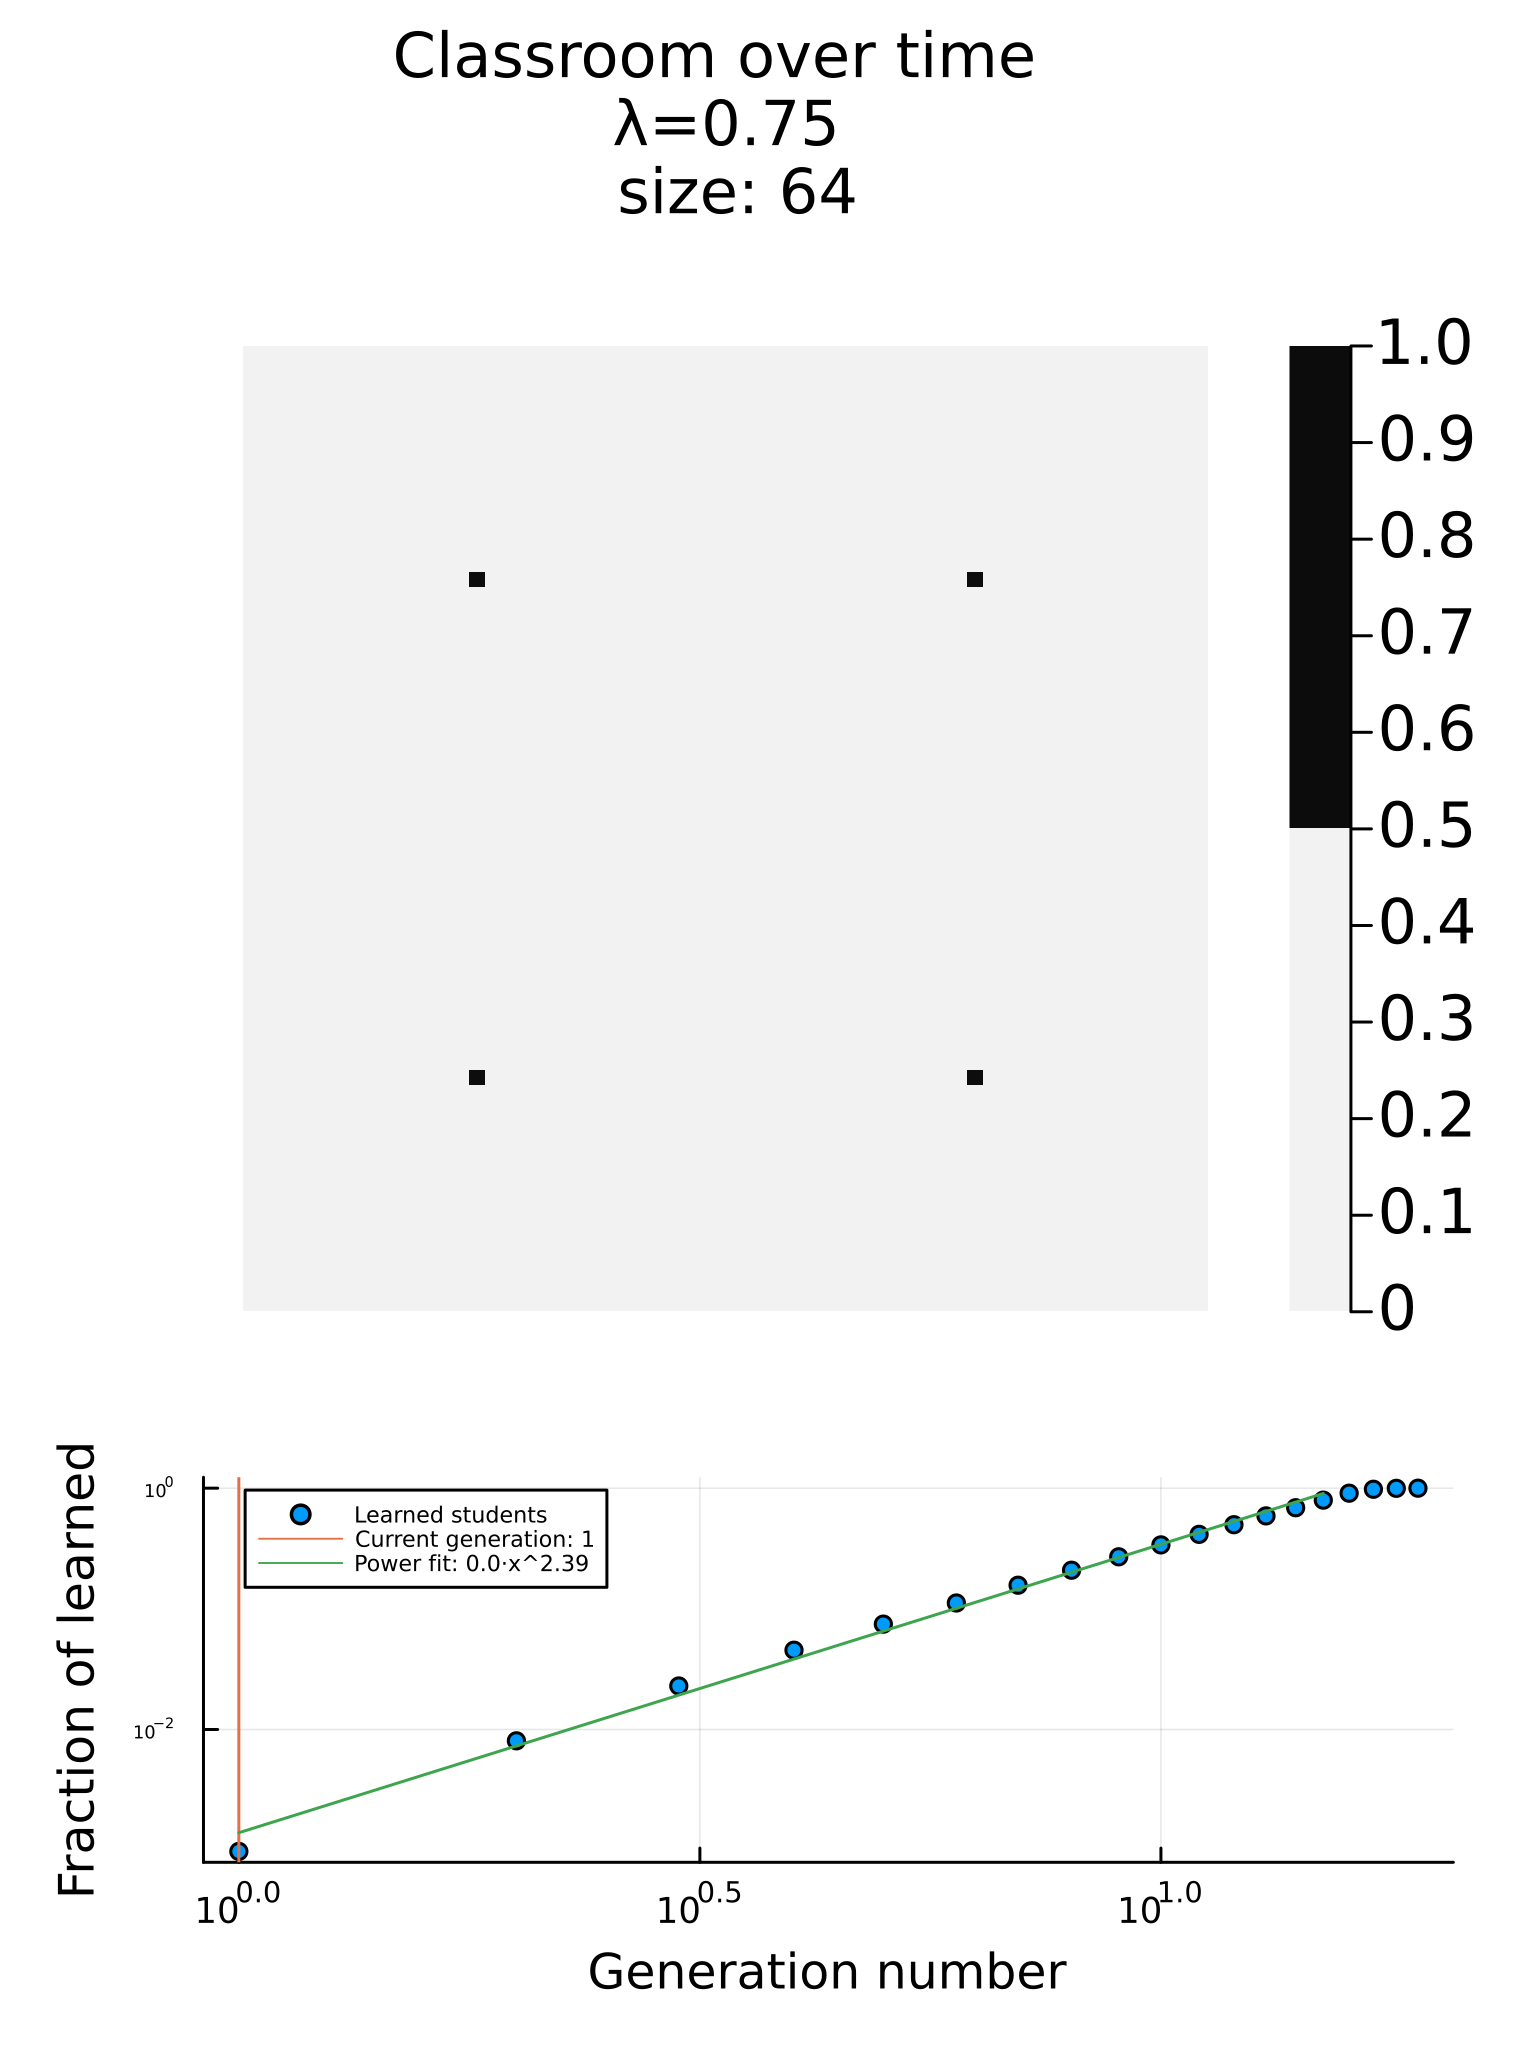 Classroom over time
λ=0.75
size: 64
1.0
0.9
0.8
0.7
0.6
0.5
0.4
0.3
0.2
0.1
0
Fraction of learned
10^0
10^−2
Learned students
Current generation: 1
Power fit: 0.0·x^2.39
10^0.0
10^0.5
10^1.0
Generation number